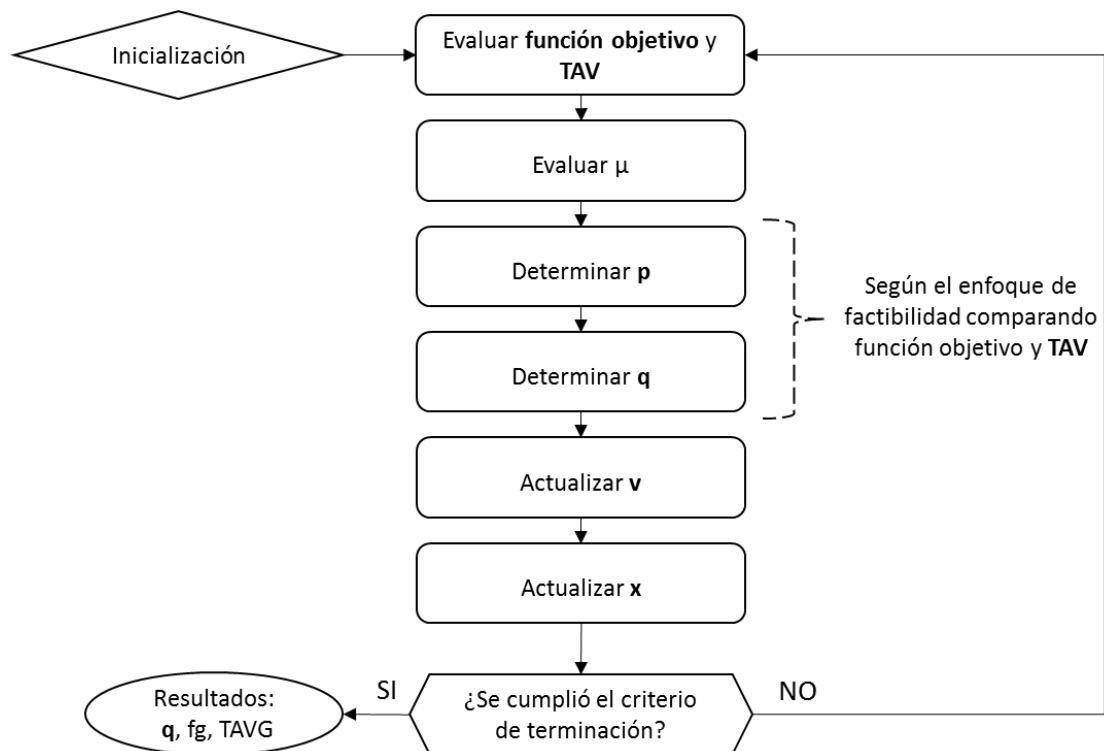 Inicialización
Evaluar función objetivo y
TAV
Evaluar μ
Determinar p
Determinar q
Según el enfoque de
factibilidad comparando
función objetivo y TAV
Actualizar v
Actualizar x
¿Se cumplió el criterio
de terminación?
SI
NO
Resultados:
q, fg, TAVG